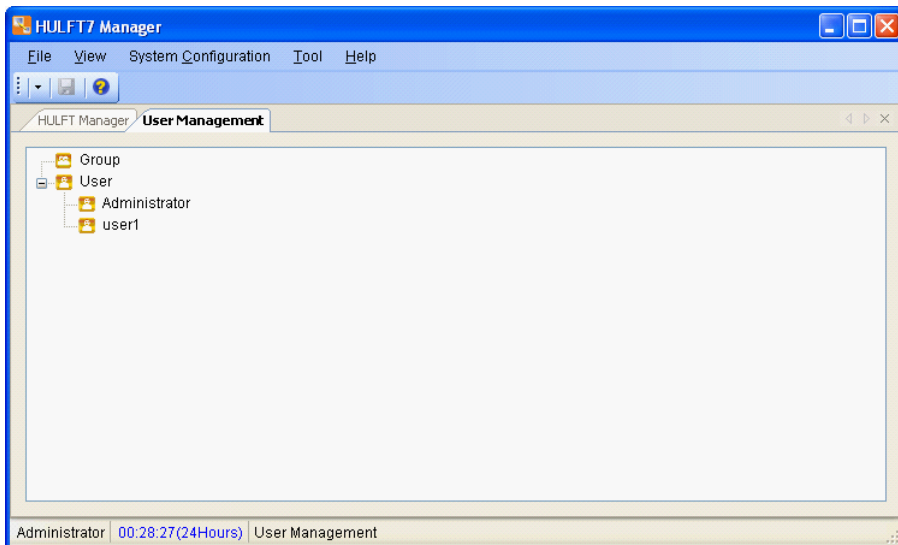 HULFT7 Manager
File View System Configuration Tool Help
HULFT Manager User Management
Group
User
Administrator
user1
Administrator 00:28:27(24Hours) User Management